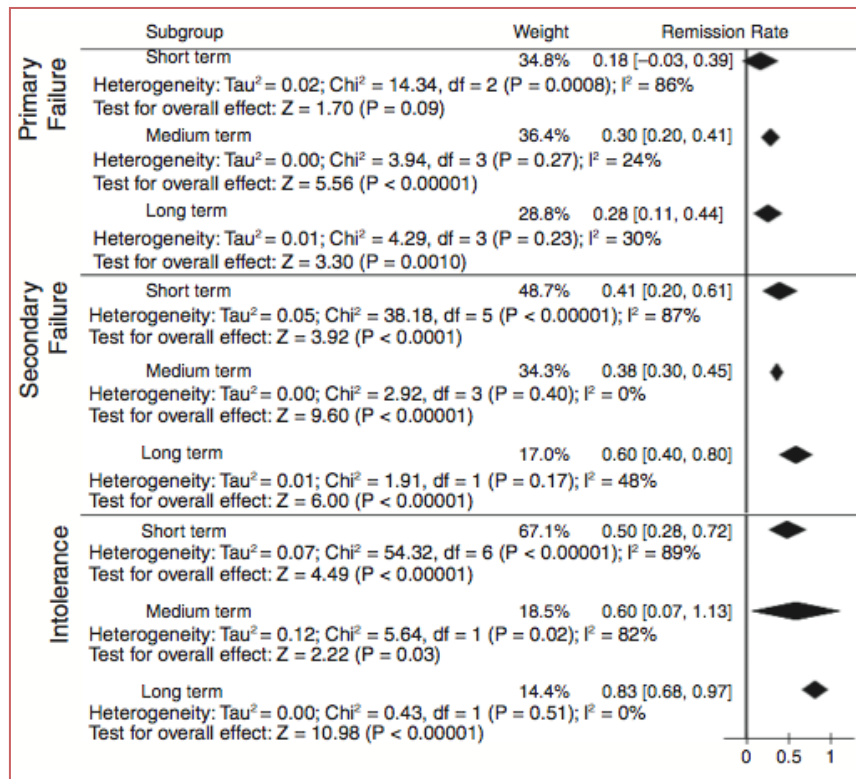 Subgroup Weight Remission Rate
Primary Failure
Short term 34.8% 0.18 [−0.03, 0.39]
Heterogeneity: Tau² = 0.02; Chi² = 14.34, df = 2 (P = 0.0008); I² = 86%
Test for overall effect: Z = 1.70 (P = 0.09)
Medium term 36.4% 0.30 [0.20, 0.41]
Heterogeneity: Tau² = 0.00; Chi² = 3.94, df = 3 (P = 0.27); I² = 24%
Test for overall effect: Z = 5.56 (P < 0.00001)
Long term 28.8% 0.28 [0.11, 0.44]
Heterogeneity: Tau² = 0.01; Chi² = 4.29, df = 3 (P = 0.23); I² = 30%
Test for overall effect: Z = 3.30 (P = 0.0010)
Secondary Failure
Short term 48.7% 0.41 [0.20, 0.61]
Heterogeneity: Tau² = 0.05; Chi² = 38.18, df = 5 (P < 0.00001); I² = 87%
Test for overall effect: Z = 3.92 (P < 0.0001)
Medium term 34.3% 0.38 [0.30, 0.45]
Heterogeneity: Tau² = 0.00; Chi² = 2.92, df = 3 (P = 0.40); I² = 0%
Test for overall effect: Z = 9.60 (P < 0.00001)
Long term 17.0% 0.60 [0.40, 0.80]
Heterogeneity: Tau² = 0.01; Chi² = 1.91, df = 1 (P = 0.17); I² = 48%
Test for overall effect: Z = 6.00 (P < 0.00001)
Intolerance
Short term 67.1% 0.50 [0.28, 0.72]
Heterogeneity: Tau² = 0.07; Chi² = 54.32, df = 6 (P < 0.00001); I² = 89%
Test for overall effect: Z = 4.49 (P < 0.00001)
Medium term 18.5% 0.60 [0.07, 1.13]
Heterogeneity: Tau² = 0.12; Chi² = 5.64, df = 1 (P = 0.02); I² = 82%
Test for overall effect: Z = 2.22 (P = 0.03)
Long term 14.4% 0.83 [0.68, 0.97]
Heterogeneity: Tau² = 0.00; Chi² = 0.43, df = 1 (P = 0.51); I² = 0%
Test for overall effect: Z = 10.98 (P < 0.00001)
0 0.5 1